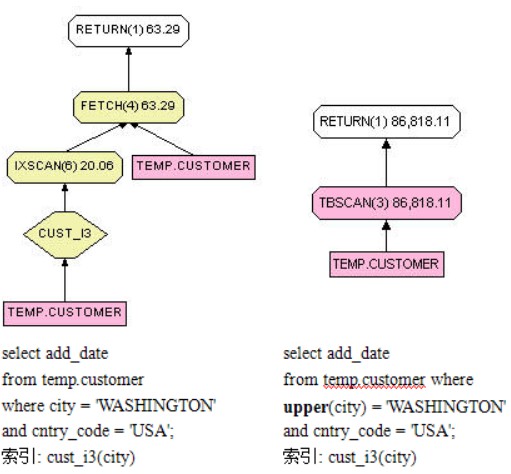 RETURN(1) 63.29
FETCH(4) 63.29
IXSCAN(6) 20.06
TEMP.CUSTOMER
CUST_I3
TEMP.CUSTOMER
select add_date
from temp.customer
where city = 'WASHINGTON'
and cntry_code = 'USA';
索引: cust_i3(city)
RETURN(1) 86,818.11
TBSCAN(3) 86,818.11
TEMP.CUSTOMER
select add_date
from temp.customer where
upper(city) = 'WASHINGTON'
and cntry_code = 'USA';
索引: cust_i3(city)